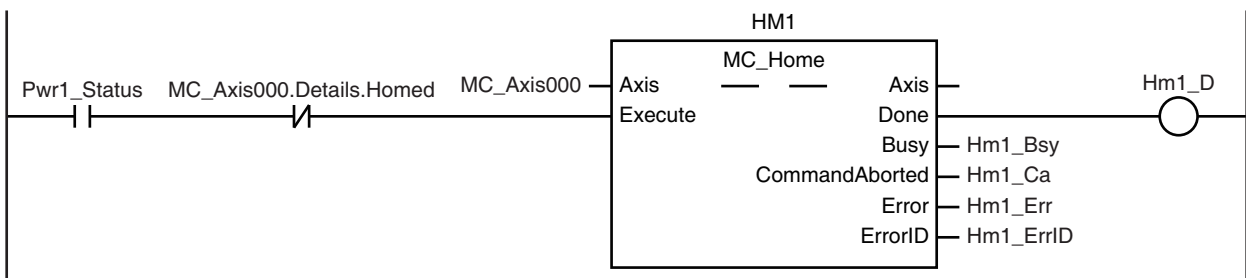 HM1
MC_Home
Pwr1_Status MC_Axis000.Details.Homed MC_Axis000 Axis Axis Hm1_D
Execute Done
Busy Hm1_Bsy
CommandAborted Hm1_Ca
Error Hm1_Err
ErrorID Hm1_ErrID